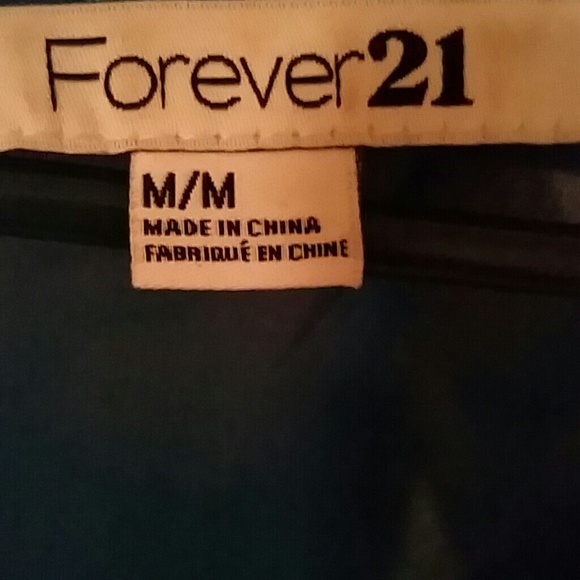 Forever21
M/M
MADE IN CHINA
FABRIQUÉ EN CHINE